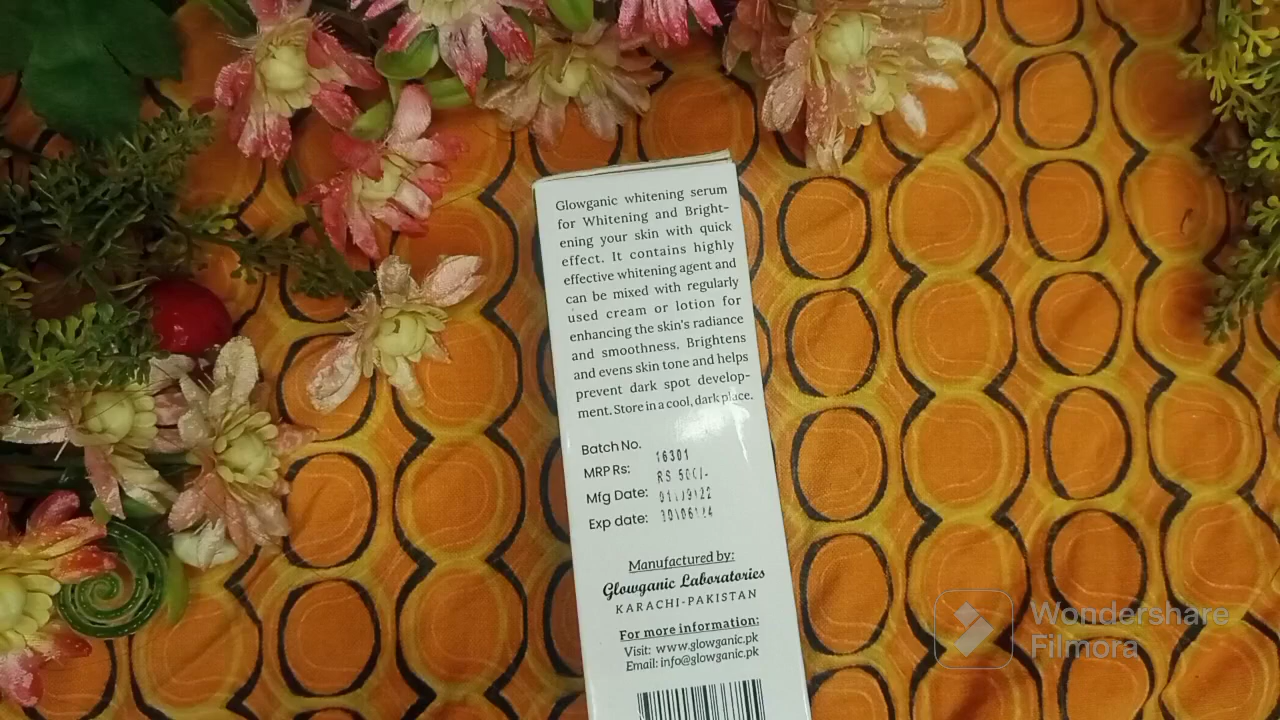 Glowganic whitening serum
for Whitening and Bright-
ening your skin with quick
effect. It contains highly
effective whitening agent and
can be mixed with regularly
used cream or lotion for
enhancing the skin's radiance
and smoothness. Brightens
and evens skin tone and helps
prevent dark spot develop-
ment. Store in a cool, dark place.
Batch No. 16301
MRP Rs: RS 500/-
Mfg Date:
Exp date:
Manufactured by:
Glowganic Laboratories
KARACHI-PAKISTAN
For more information:
Visit: www.glowganic.pk
Email: info@glowganic.pk
Wondershare
Filmora